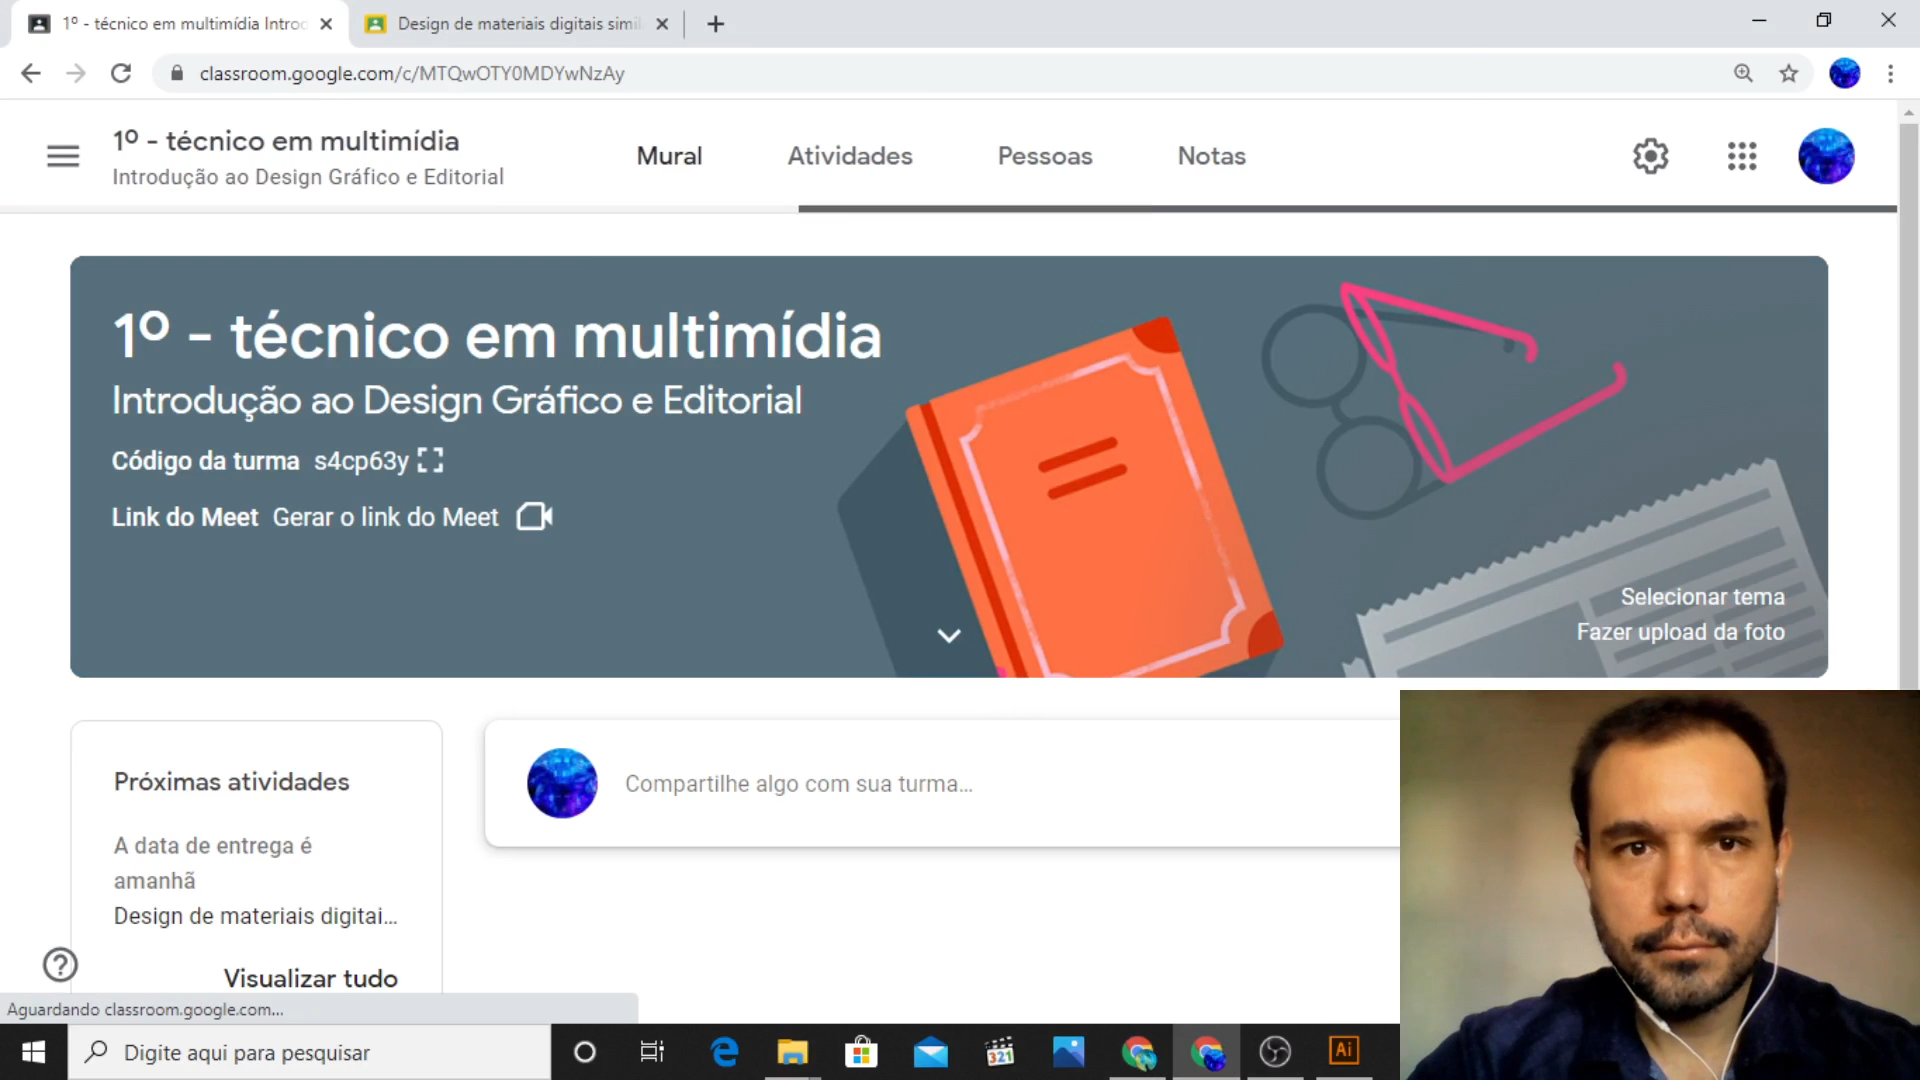 1º - técnico em multimídia Introc
Design de materiais digitais simil
classroom.google.com/c/MTQwOTY0MDYwNzAy
1º - técnico em multimídia
Introdução ao Design Gráfico e Editorial
Mural
Atividades
Pessoas
Notas
1º - técnico em multimídia
Introdução ao Design Gráfico e Editorial
Código da turma s4cp63y
Link do Meet Gerar o link do Meet
Selecionar tema
Fazer upload da foto
Próximas atividades
A data de entrega é
amanhã
Design de materiais digitai...
Visualizar tudo
Compartilhe algo com sua turma...
Aguardando classroom.google.com...
Digite aqui para pesquisar
321
Ai